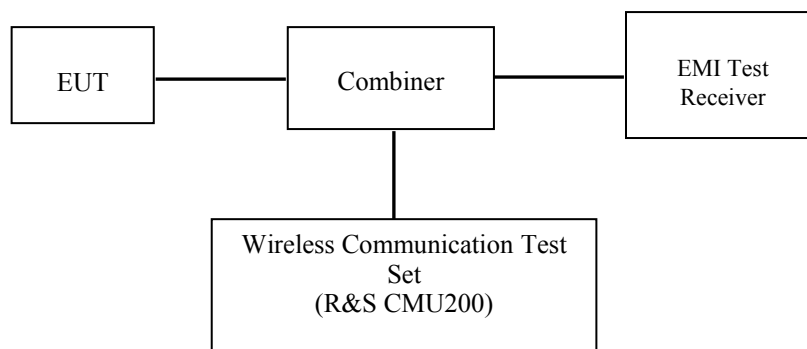 EUT
Combiner
EMI Test
Receiver
Wireless Communication Test
Set
(R&S CMU200)